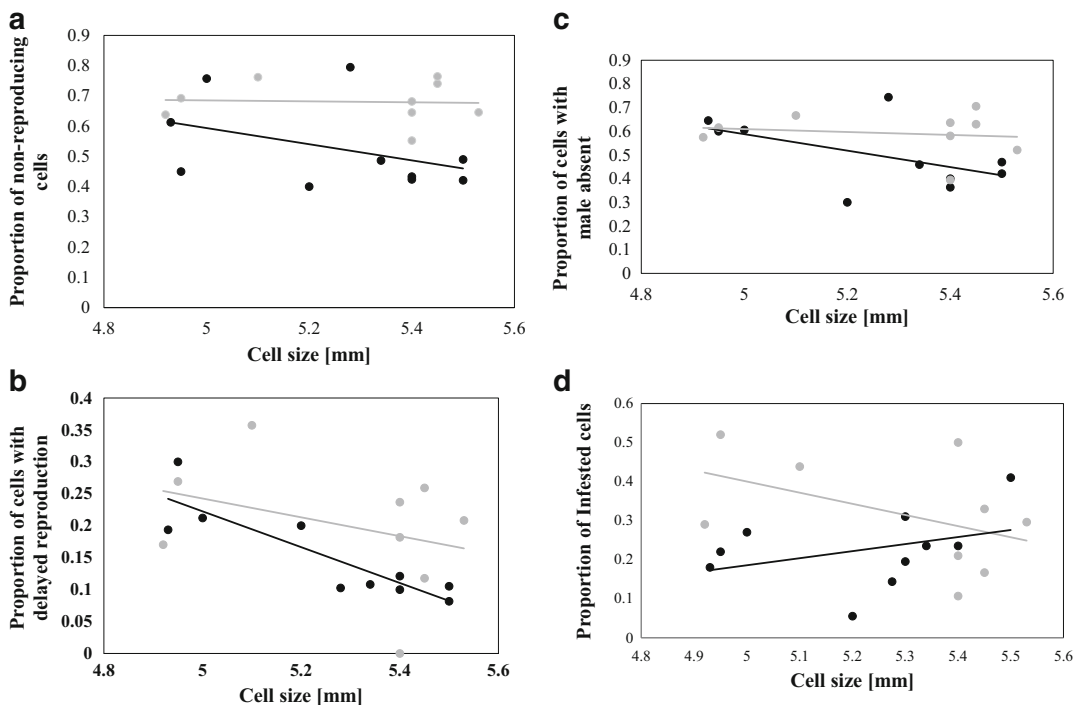 a
Proportion of non-reproducing
cells
0.9
0.8
0.7
0.6
0.5
0.4
0.3
0.2
0.1
0
4.8 5 5.2 5.4 5.6
Cell size [mm]
c
Proportion of cells with
male absent
0.9
0.8
0.7
0.6
0.5
0.4
0.3
0.2
0.1
0
4.8 5 5.2 5.4 5.6
Cell size [mm]
b
Proportion of cells with
delayed reproduction
0.4
0.35
0.3
0.25
0.2
0.15
0.1
0.05
0
4.8 5 5.2 5.4 5.6
Cell size [mm]
d
Proportion of Infested cells
0.6
0.5
0.4
0.3
0.2
0.1
0
4.8 4.9 5 5.1 5.2 5.3 5.4 5.5 5.6
Cell size [mm]